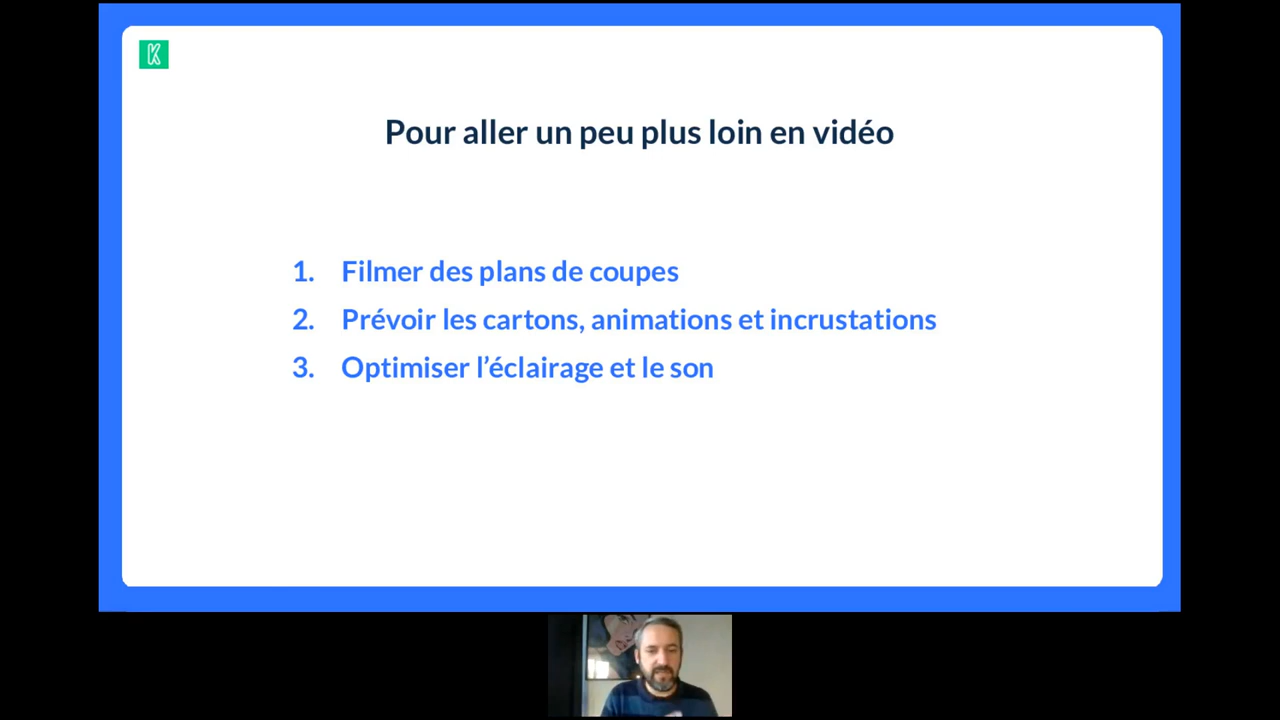 K
Pour aller un peu plus loin en vidéo
1. Filmer des plans de coupes
2. Prévoir les cartons, animations et incrustations
3. Optimiser l’éclairage et le son